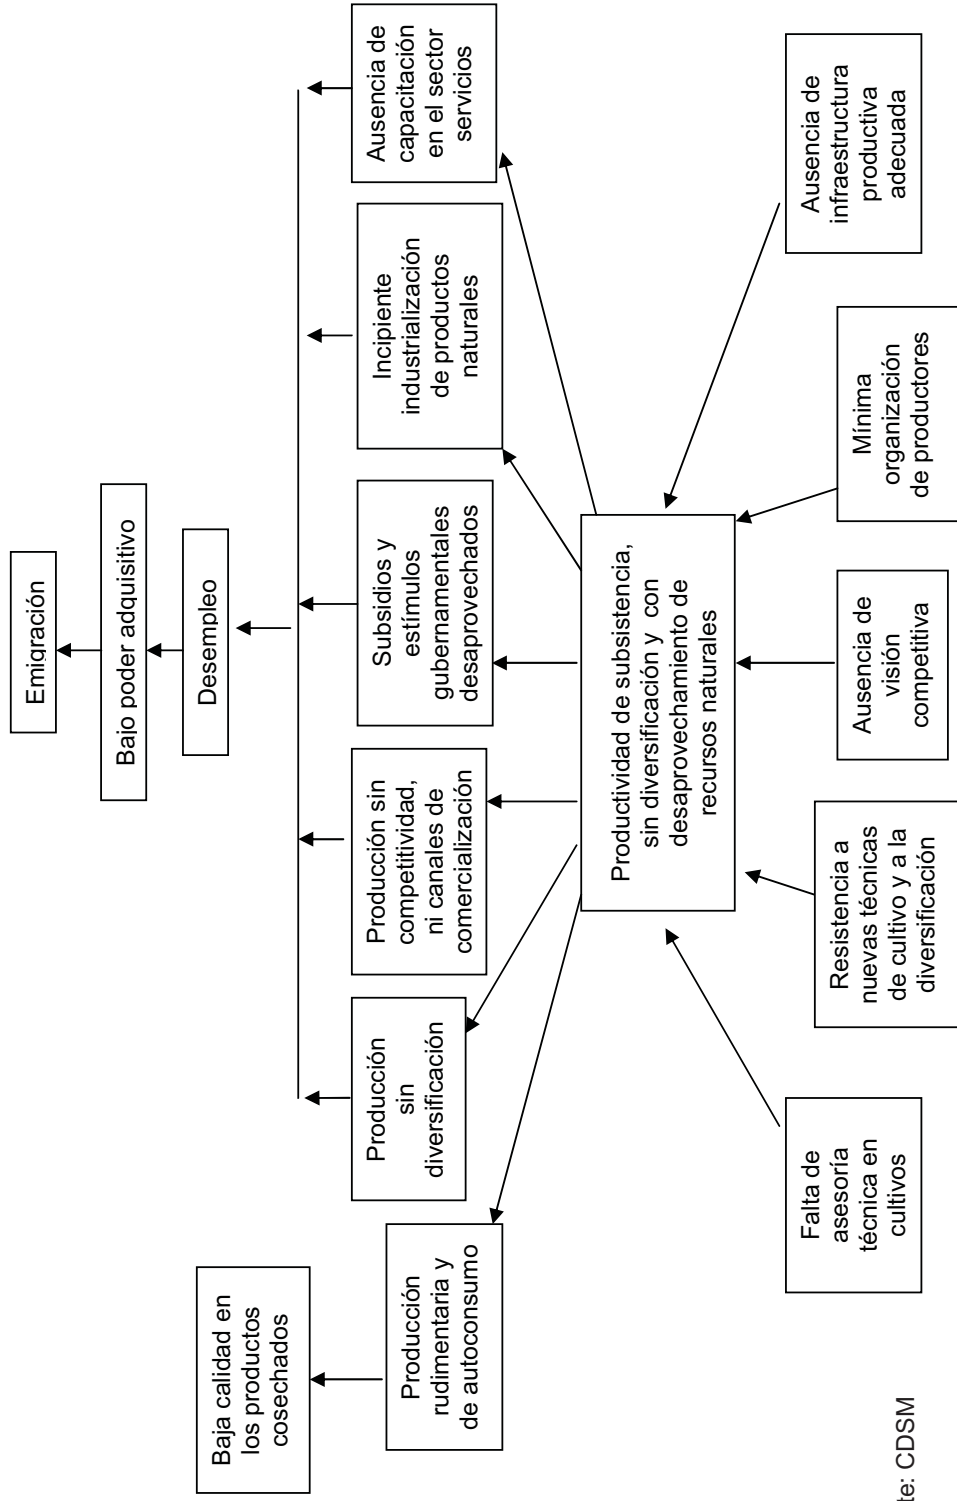 Emigración
Bajo poder adquisitivo
Desempleo
Baja calidad en
los productos
cosechados
Producción
rudimentaria y
de autoconsumo
Producción
sin
diversificación
Producción sin
competitividad,
ni canales de
comercialización
Subsidios y
estímulos
gubernamentales
desaprovechados
Incipiente
industrialización
de productos
naturales
Ausencia de
capacitación
en el sector
servicios
Productividad de subsistencia,
sin diversificación y con
desaprovechamiento de
recursos naturales
Falta de
asesoría
técnica en
cultivos
Resistencia a
nuevas técnicas
de cultivo y a la
diversificación
Ausencia de
visión
competitiva
Mínima
organización
de productores
Ausencia de
infraestructura
productiva
adecuada
te: CDSM